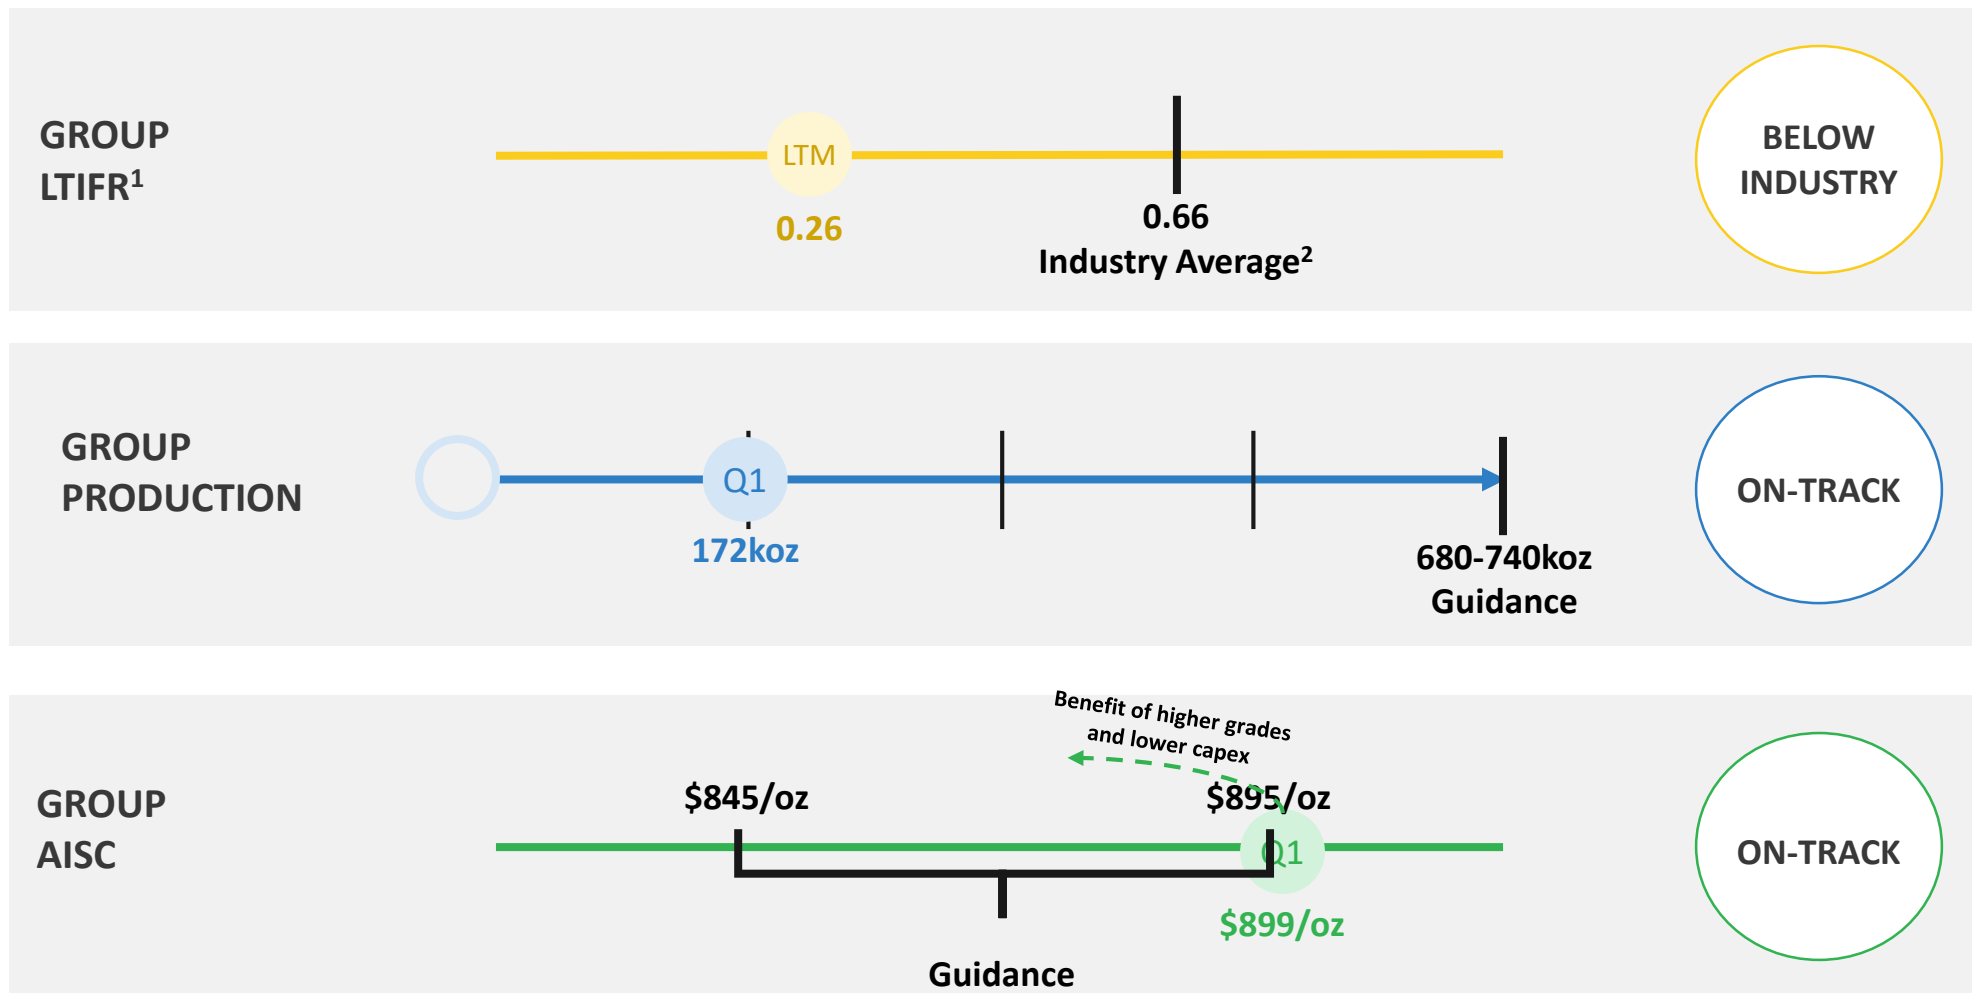 GROUP
LTIFR¹
LTM
0.26
0.66
Industry Average²
BELOW
INDUSTRY
GROUP
PRODUCTION
Q1
172koz
680-740koz
Guidance
ON-TRACK
GROUP
AISC
Benefit of higher grades
and lower capex
$845/oz
$895/oz
Q1
$899/oz
Guidance
ON-TRACK